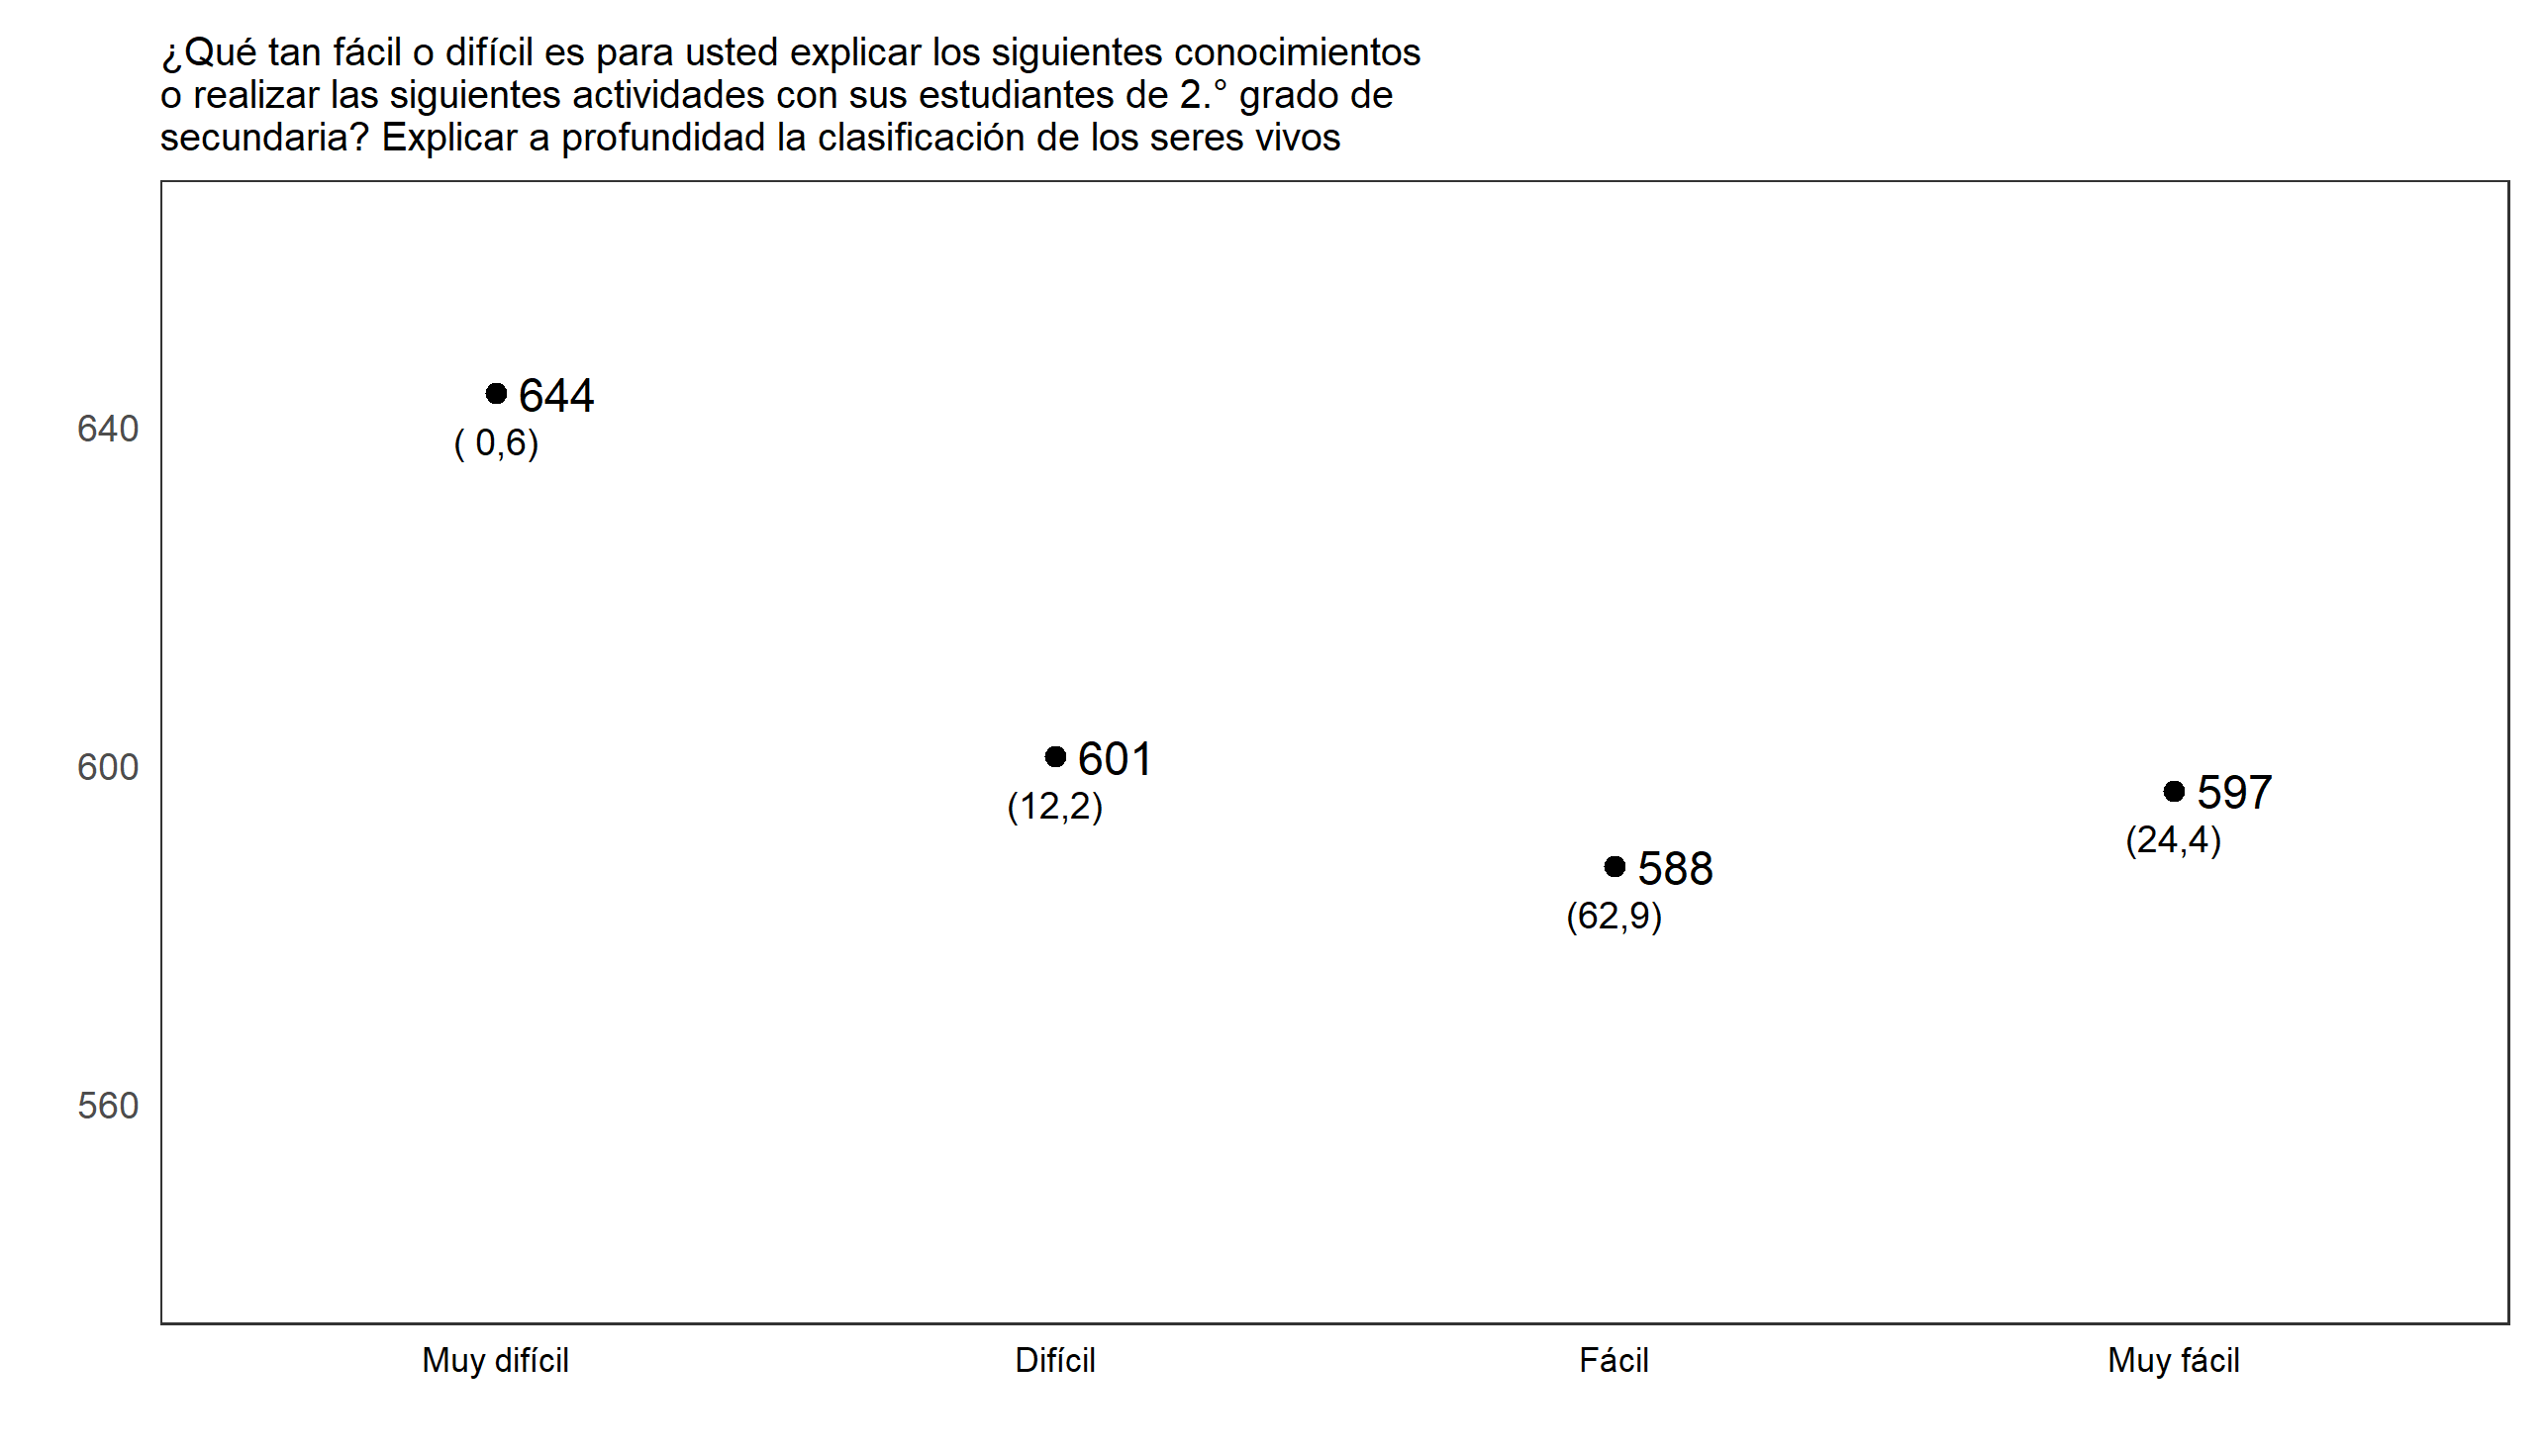 ¿Qué tan fácil o difícil es para usted explicar los siguientes conocimientos
o realizar las siguientes actividades con sus estudiantes de 2.° grado de
secundaria? Explicar a profundidad la clasificación de los seres vivos
640
600
560
644
( 0,6)
601
(12,2)
588
(62,9)
597
(24,4)
Muy difícil
Difícil
Fácil
Muy fácil